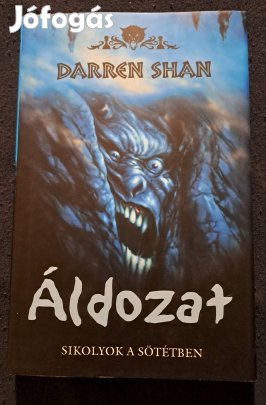 Jófogás
DARREN SHAN
Áldozat
SIKOLYOK A SÖTÉTBEN